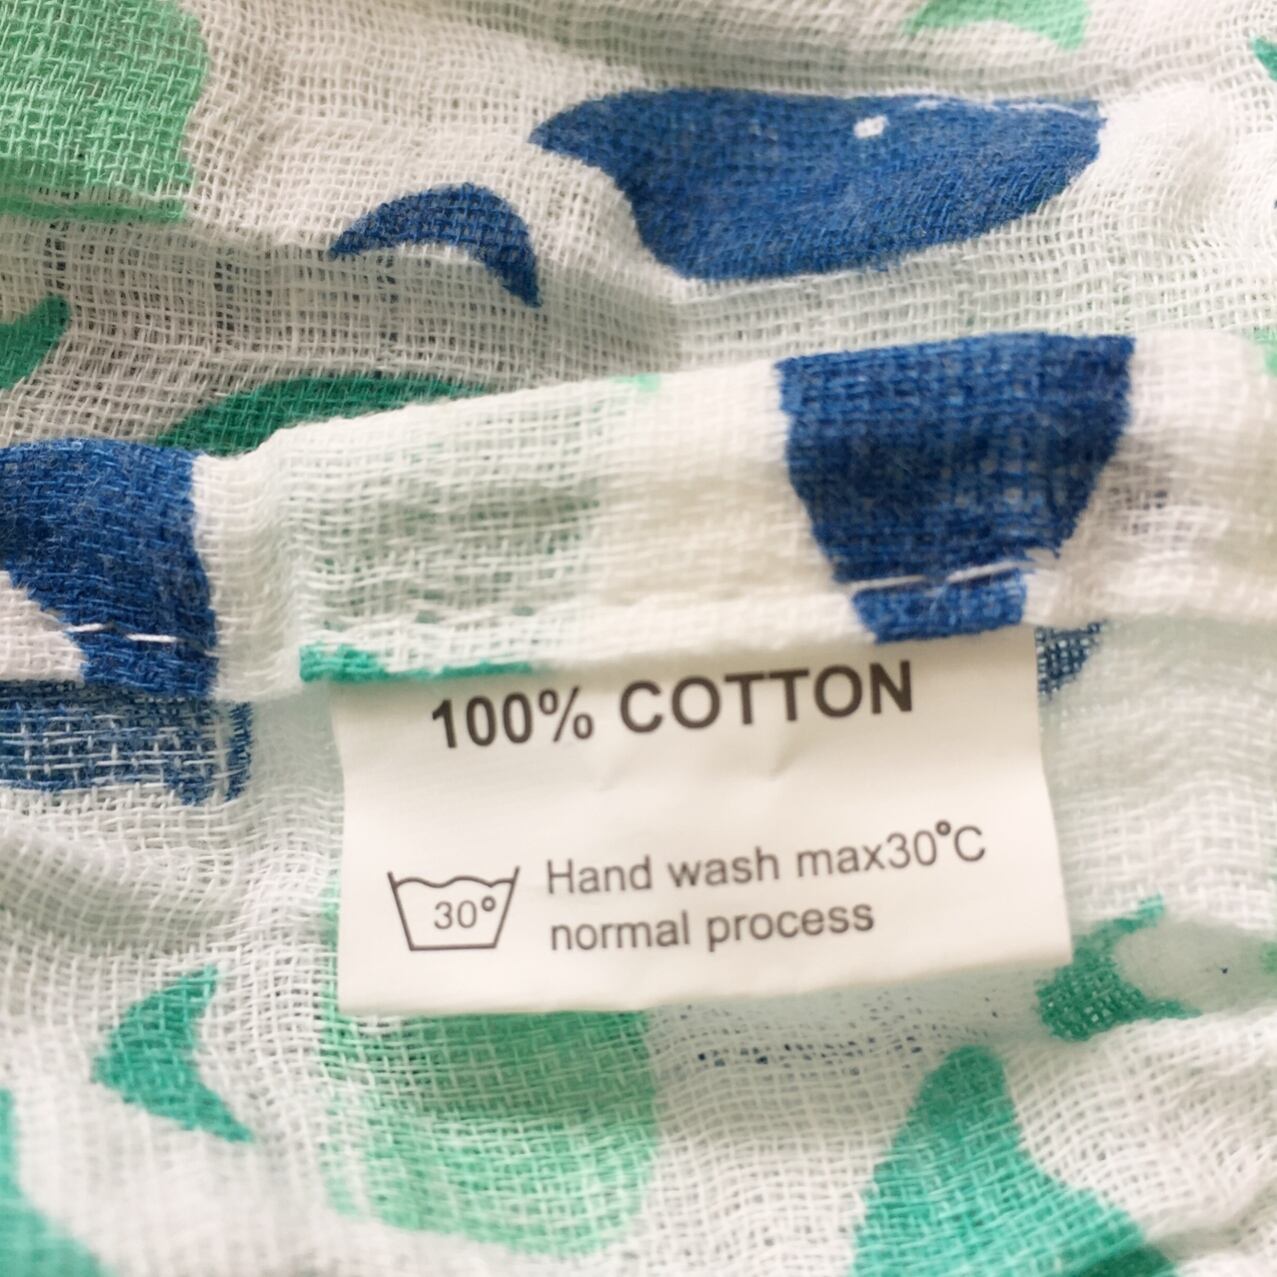 100% COTTON
Hand wash max30°C
30° normal process